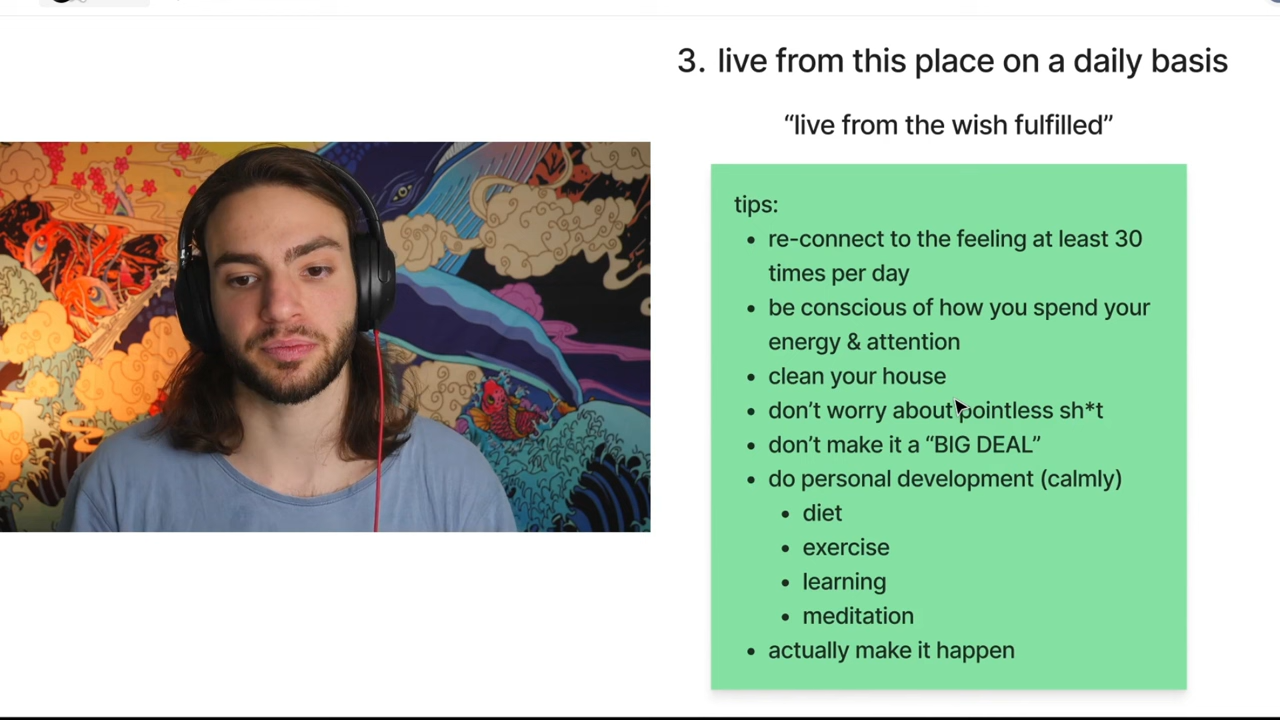 3. live from this place on a daily basis
“live from the wish fulfilled”
tips:
• re-connect to the feeling at least 30
times per day
• be conscious of how you spend your
energy & attention
• clean your house
• don’t worry about pointless sh*t
• don’t make it a “BIG DEAL”
• do personal development (calmly)
• diet
• exercise
• learning
• meditation
• actually make it happen